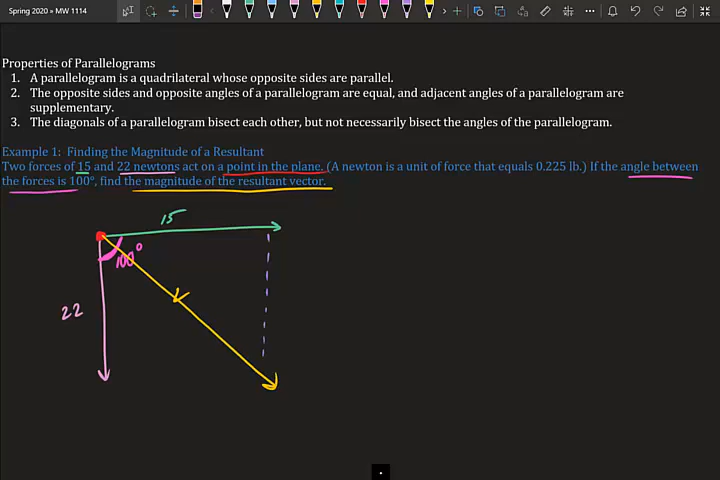 Spring 2020 » MW 1114
Properties of Parallelograms
1. A parallelogram is a quadrilateral whose opposite sides are parallel.
2. The opposite sides and opposite angles of a parallelogram are equal, and adjacent angles of a parallelogram are
supplementary.
3. The diagonals of a parallelogram bisect each other, but not necessarily bisect the angles of the parallelogram.
Example 1: Finding the Magnitude of a Resultant
Two forces of 15 and 22 newtons act on a point in the plane. (A newton is a unit of force that equals 0.225 lb.) If the angle between
the forces is 100°, find the magnitude of the resultant vector.
15
100°
22